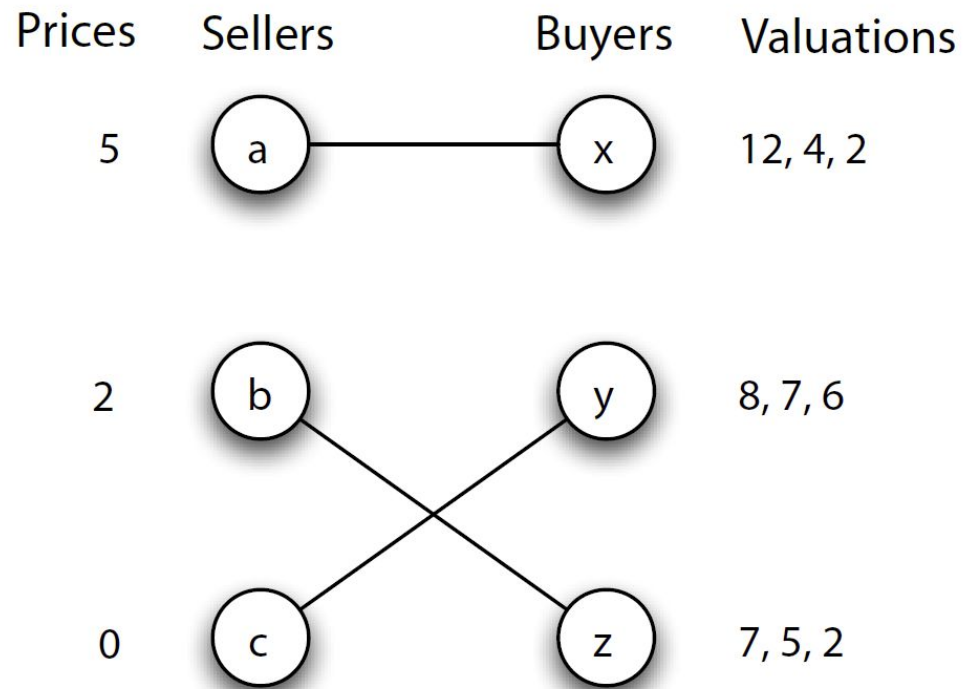 Prices Sellers Buyers Valuations
5 a x 12, 4, 2
2 b y 8, 7, 6
0 c z 7, 5, 2